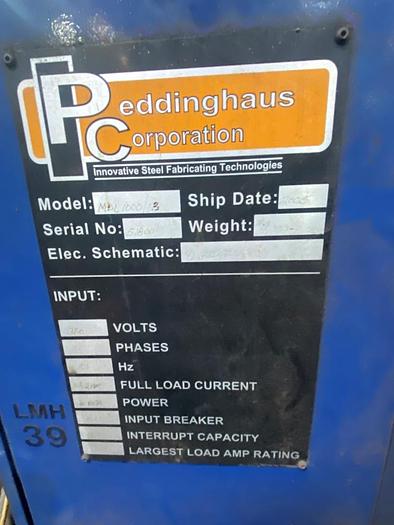 Peddinghaus
Corporation
Innovative Steel Fabricating Technologies
Model: Ship Date:
Serial No: Weight:
Elec. Schematic:
INPUT:
VOLTS
PHASES
Hz
FULL LOAD CURRENT
POWER
INPUT BREAKER
INTERRUPT CAPACITY
LARGEST LOAD AMP RATING
LMH
39